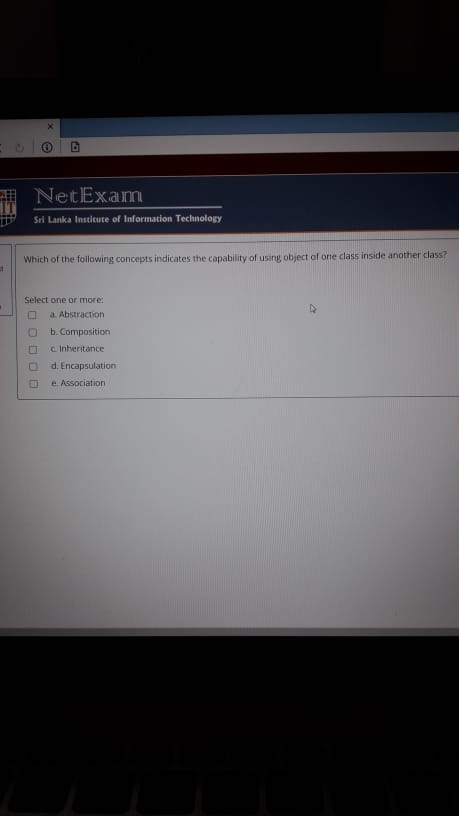 NetExam
Sri Lanka Institute of Information Technology
Which of the following concepts indicates the capability of using object of one class inside another class?
Select one or more:
a. Abstraction
b. Composition
c. Inheritance
d. Encapsulation
e. Association